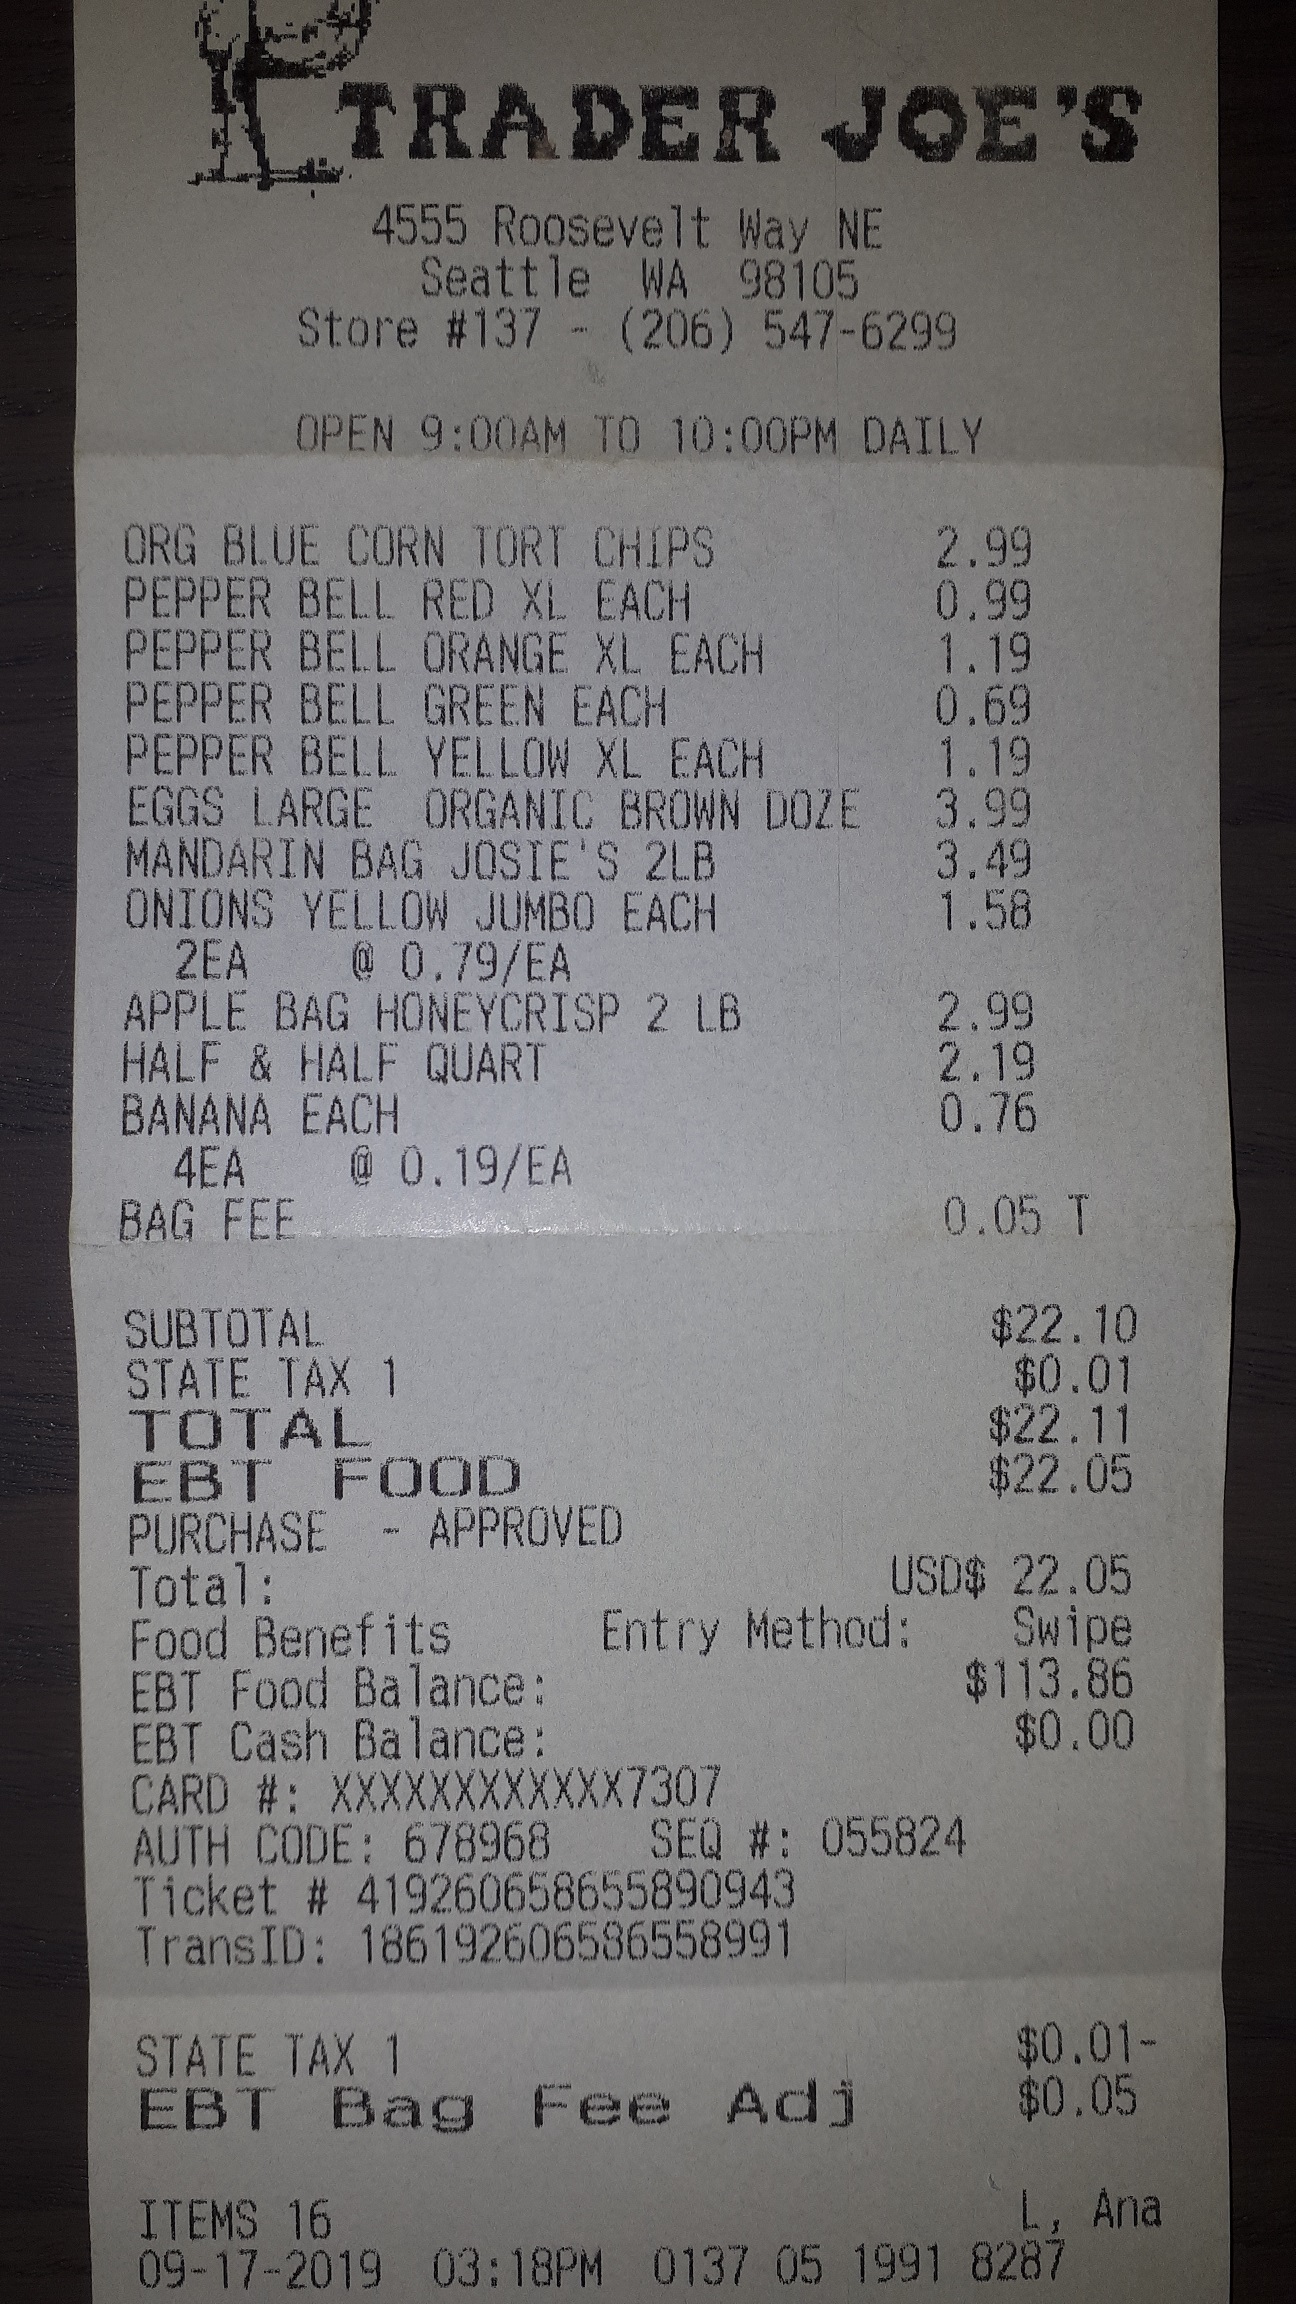 TRADER JOE'S
4555 Roosevelt Way NE
Seattle WA 98105
Store #137 - (206) 547-6299
OPEN 9:00AM TO 10:00PM DAILY
ORG BLUE CORN TORT CHIPS 2.99
PEPPER BELL RED XL EACH 0.99
PEPPER BELL ORANGE XL EACH 1.19
PEPPER BELL GREEN EACH 0.69
PEPPER BELL YELLOW XL EACH 1.19
EGGS LARGE ORGANIC BROWN DOZE 3.99
MANDARIN BAG JOSIE'S 2LB 3.49
ONIONS YELLOW JUMBO EACH 1.58
2EA @ 0.79/EA
APPLE BAG HONEYCRISP 2 LB 2.99
HALF & HALF QUART 2.19
BANANA EACH 0.76
4EA @ 0.19/EA
BAG FEE 0.05 T
SUBTOTAL $22.10
STATE TAX 1 $0.01
TOTAL $22.11
EBT FOOD $22.05
PURCHASE - APPROVED
Total: USD$ 22.05
Food Benefits Entry Method: Swipe
EBT Food Balance: $113.86
EBT Cash Balance: $0.00
CARD #: XXXXXXXXXXXX7307
AUTH CODE: 678968 SEQ #: 055824
Ticket # 419260658655890943
TransID: 186192606586558991
STATE TAX 1 $0.01-
EBT Bag Fee Adj $0.05
ITEMS 16 L, Ana
09-17-2019 03:18PM 0137 05 1991 8287